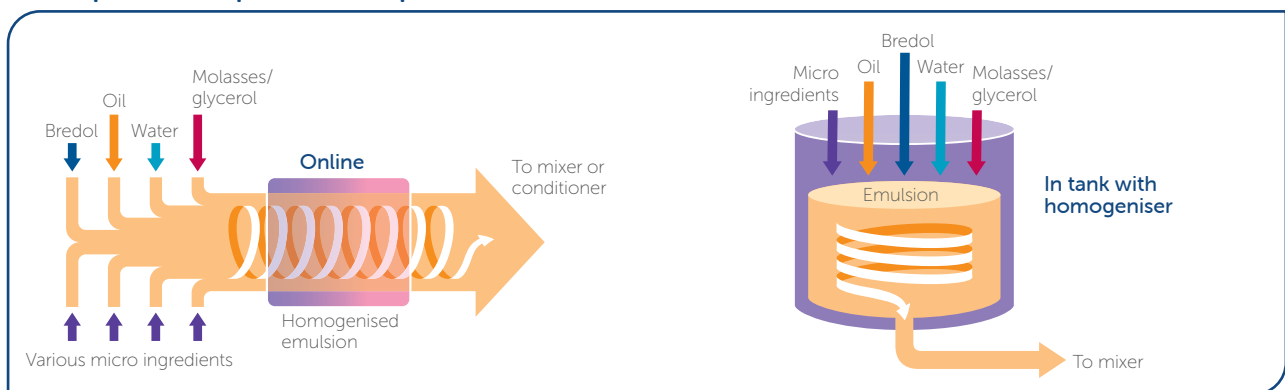 Molasses/
glycerol
Oil
Bredol
Water
Online
To mixer or
conditioner
Homogenised
emulsion
Various micro ingredients
Bredol
Oil
Water
Micro
ingredients
Molasses/
glycerol
Emulsion
In tank with
homogeniser
To mixer